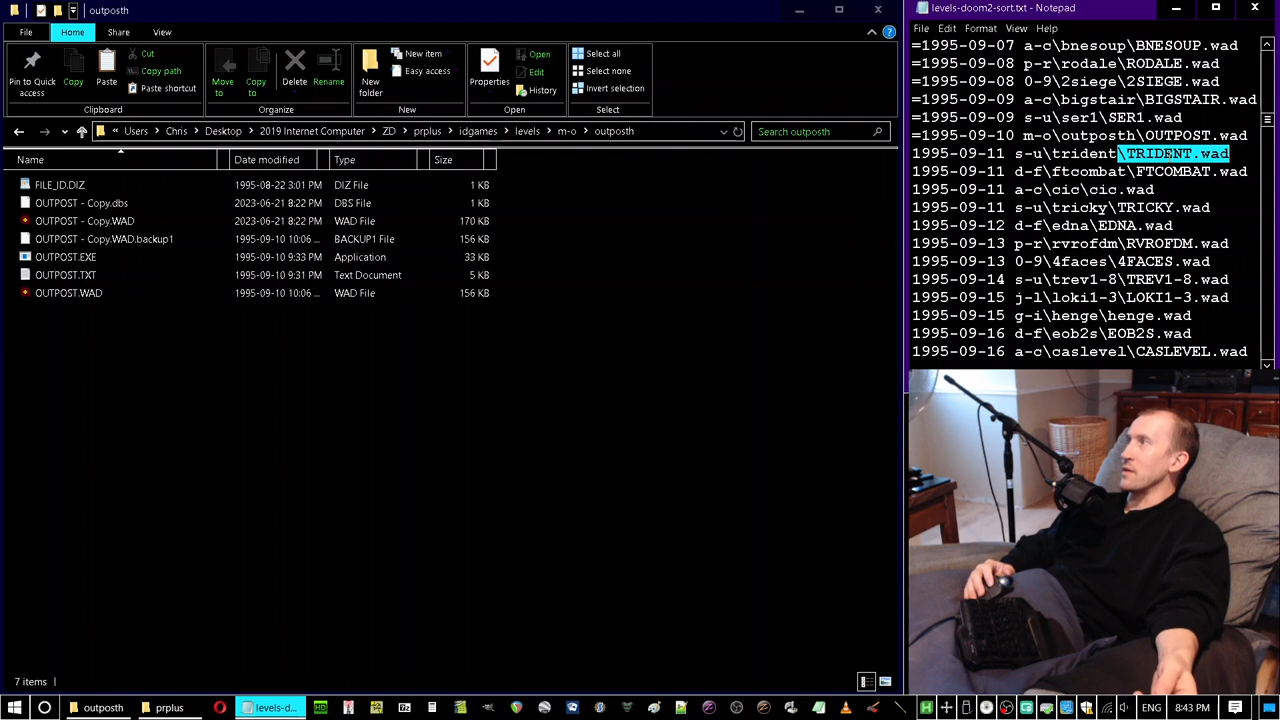 outposth
File
Home
Share
View
Pin to Quick access
Copy
Paste
Cut
Copy path
Paste shortcut
Move to
Copy to
Delete
Rename
New folder
New item
Easy access
Properties
Open
Edit
History
Select all
Select none
Invert selection
Clipboard
Organize
New
Open
Select
« Users > Chris > Desktop > 2019 Internet Computer > ZD > prplus > idgames > levels > m-o > outposth
Search outposth
Name Date modified Type Size
FILE_ID.DIZ 1995-08-22 3:01 PM DIZ File 1 KB
OUTPOST - Copy.dbs 2023-06-21 8:22 PM DBS File 1 KB
OUTPOST - Copy.WAD 2023-06-21 8:22 PM WAD File 170 KB
OUTPOST - Copy.WAD.backup1 1995-09-10 10:06 ... BACKUP1 File 156 KB
OUTPOST.EXE 1995-09-10 9:33 PM Application 33 KB
OUTPOST.TXT 1995-09-10 9:31 PM Text Document 5 KB
OUTPOST.WAD 1995-09-10 10:06 ... WAD File 156 KB
7 items
levels-doom2-sort.txt - Notepad
File Edit Format View Help
=1995-09-07 a-c\bnesoup\BNESOUP.wad
=1995-09-08 p-r\rodale\RODALE.wad
=1995-09-08 0-9\2siege\2SIEGE.wad
=1995-09-09 a-c\bigstair\BIGSTAIR.wad
=1995-09-09 s-u\ser1\SER1.wad
=1995-09-10 m-o\outposth\OUTPOST.wad
1995-09-11 s-u\trident\TRIDENT.wad
1995-09-11 d-f\ftcombat\FTCOMBAT.wad
1995-09-11 a-c\cic\cic.wad
1995-09-11 s-u\tricky\TRICKY.wad
1995-09-12 d-f\edna\EDNA.wad
1995-09-13 p-r\rvrofdm\RVROFDM.wad
1995-09-13 0-9\4faces\4FACES.wad
1995-09-14 s-u\trev1-8\TREV1-8.wad
1995-09-15 j-l\loki1-3\LOKI1-3.wad
1995-09-15 g-i\henge\henge.wad
1995-09-16 d-f\eob2s\EOB2S.wad
1995-09-16 a-c\caslevel\CASLEVEL.wad
outposth
prplus
levels-d...
ENG
8:43 PM